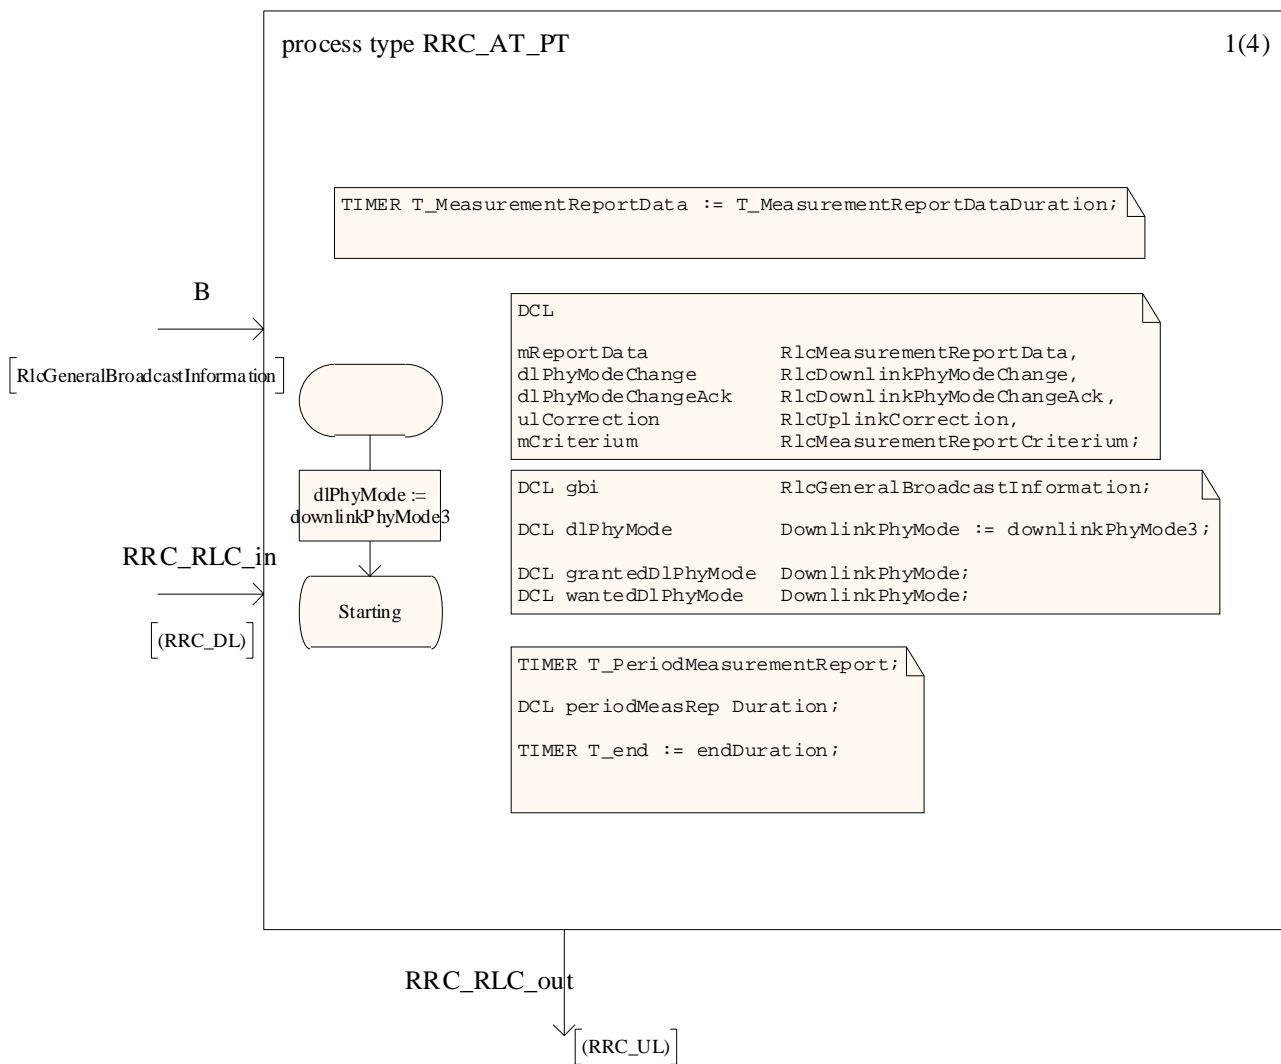 process type RRC_AT_PT 1(4)
TIMER T_MeasurementReportData := T_MeasurementReportDataDuration;
B
[RlcGeneralBroadcastInformation]
DCL
mReportData RlcMeasurementReportData,
dlPhyModeChange RlcDownlinkPhyModeChange,
dlPhyModeChangeAck RlcDownlinkPhyModeChangeAck,
ulCorrection RlcUplinkCorrection,
mCriterium RlcMeasurementReportCriterium;
dlPhyMode :=
downlinkPhyMode3
DCL gbi RlcGeneralBroadcastInformation;
DCL dlPhyMode DownlinkPhyMode := downlinkPhyMode3;
DCL grantedDlPhyMode DownlinkPhyMode;
DCL wantedDlPhyMode DownlinkPhyMode;
RRC_RLC_in
[(RRC_DL)]
Starting
TIMER T_PeriodMeasurementReport;
DCL periodMeasRep Duration;
TIMER T_end := endDuration;
RRC_RLC_out
[(RRC_UL)]